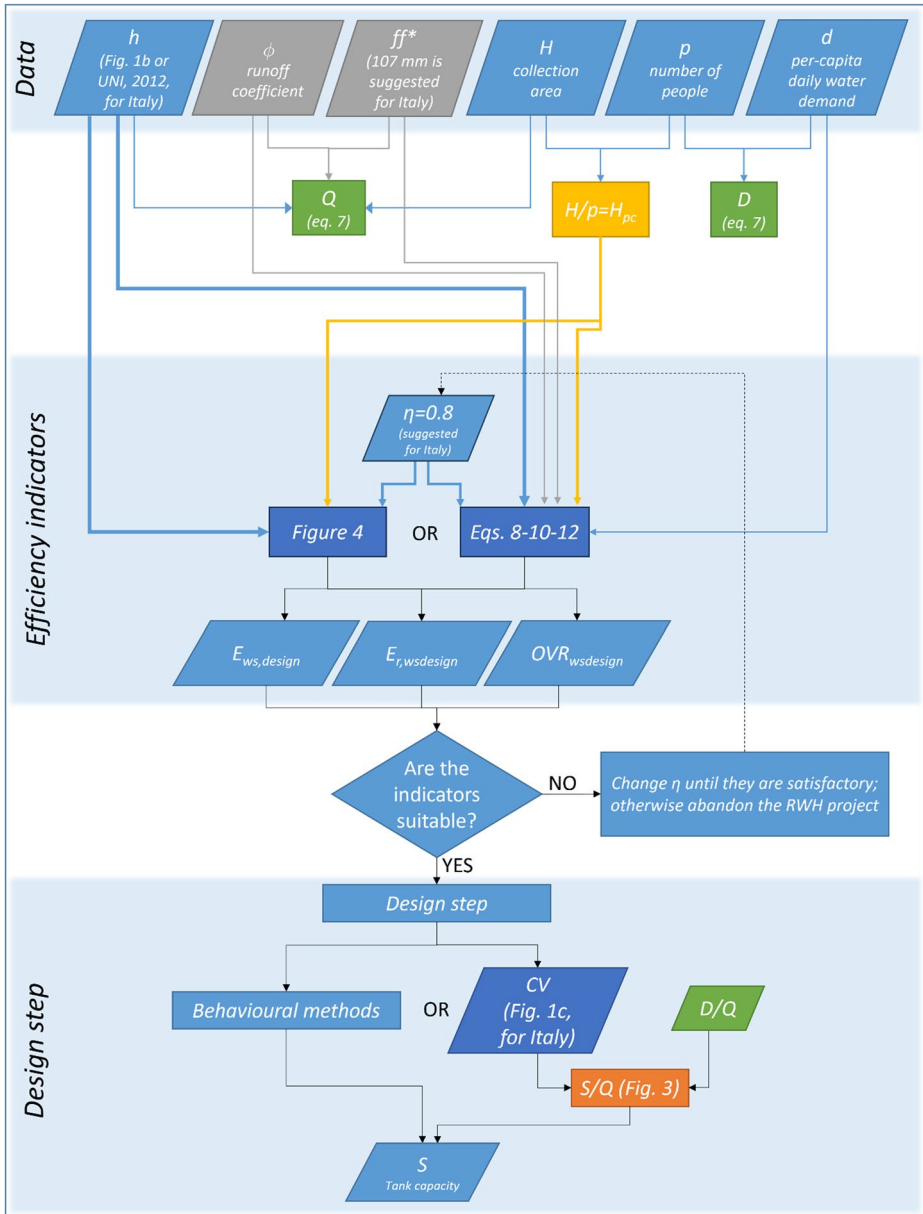 Data
h
(Fig. 1b or
UNI, 2012,
for Italy)
ϕ
runoff
coefficient
ff*
(107 mm is
suggested
for Italy)
H
collection
area
p
number of
people
d
per-capita
daily water
demand
Q
(eq. 7)
H/p=Hpc
D
(eq. 7)
Efficiency indicators
η=0.8
(suggested
for Italy)
Figure 4
OR
Eqs. 8-10-12
Ews,design
Er,wsdesign
OVRwsdesign
Are the
indicators
suitable?
NO
Change η until they are satisfactory;
otherwise abandon the RWH project
YES
Design step
Design step
Behavioural methods
OR
CV
(Fig. 1c,
for Italy)
D/Q
S/Q (Fig. 3)
S
Tank capacity